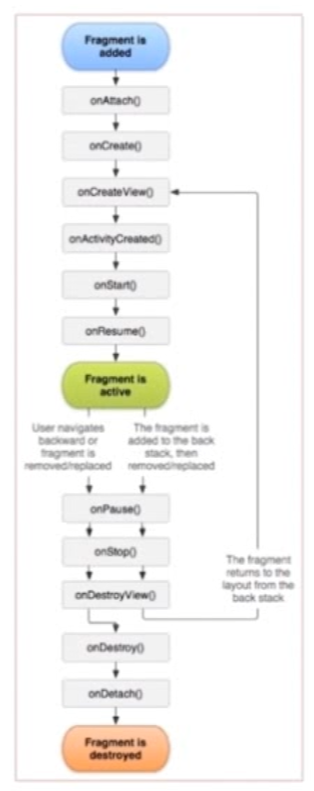 Fragment is
added
onAttach()
onCreate()
onCreateView()
onActivityCreated()
onStart()
onResume()
Fragment is
active
User navigates
backward or
fragment is
removed/replaced
The fragment is
added to the back
stack, then
removed/replaced
onPause()
onStop()
onDestroyView()
The fragment
returns to the
layout from the
back stack
onDestroy()
onDetach()
Fragment is
destroyed